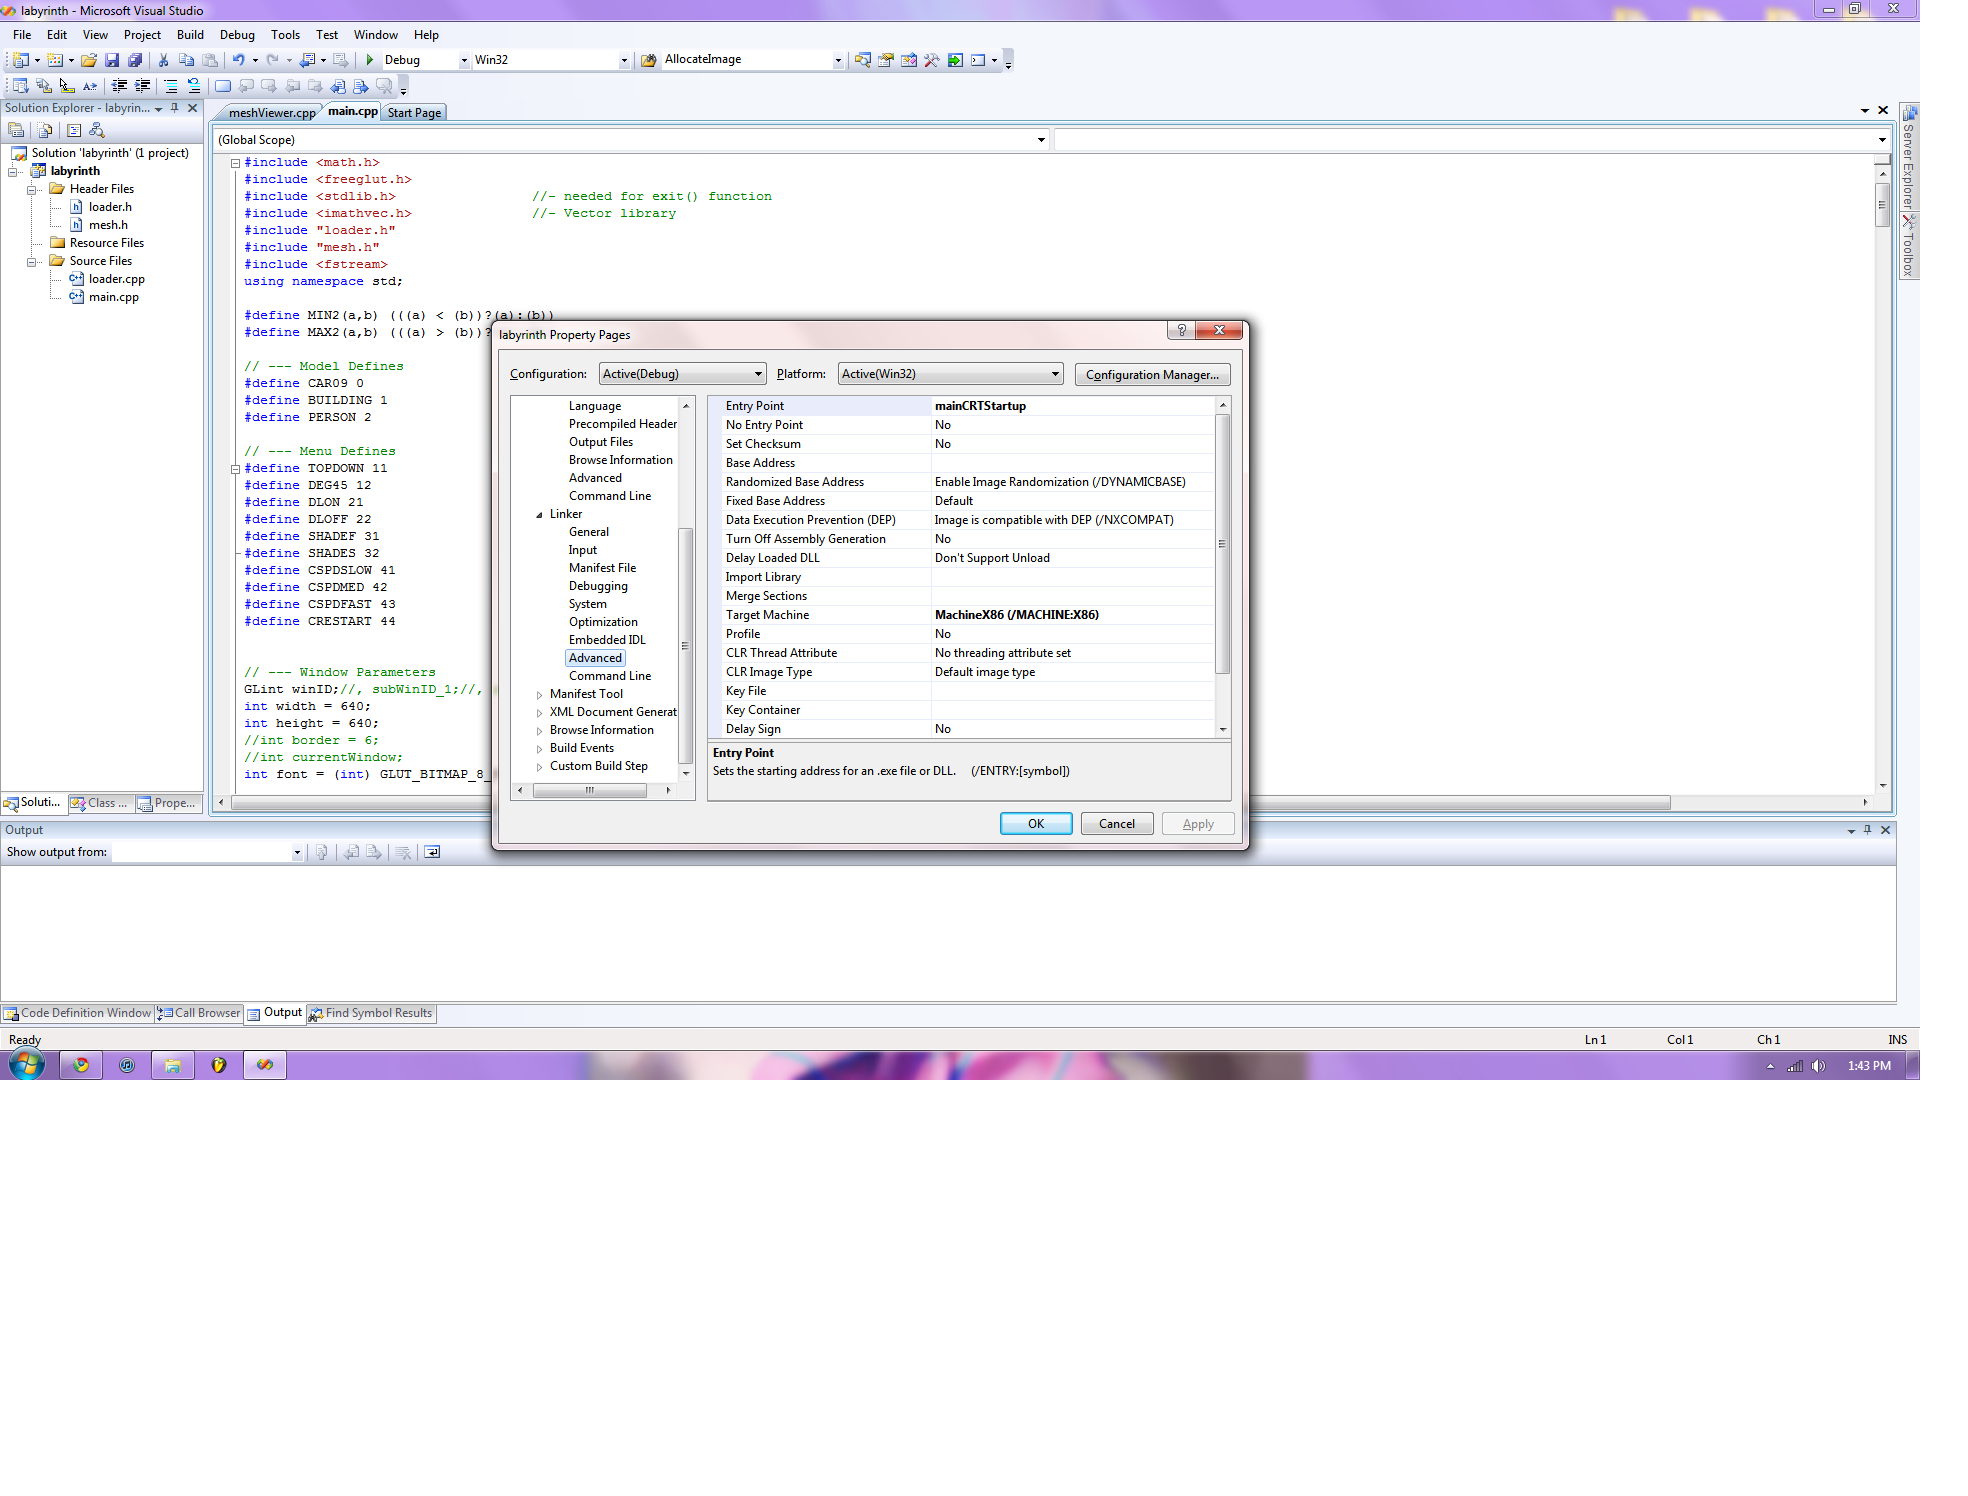 labyrinth - Microsoft Visual Studio
File Edit View Project Build Debug Tools Test Window Help
Debug Win32 AllocateImage
Solution Explorer - labyrin...
meshViewer.cpp main.cpp Start Page
(Global Scope)
Solution 'labyrinth' (1 project)
labyrinth
Header Files
loader.h
mesh.h
Resource Files
Source Files
loader.cpp
main.cpp
Soluti... Class ... Prope...
#include <math.h>
#include <freeglut.h>
#include <stdlib.h> //- needed for exit() function
#include <imathvec.h> //- Vector library
#include "loader.h"
#include "mesh.h"
#include <fstream>
using namespace std;
#define MIN2(a,b) (((a) < (b))?(a):(b))
#define MAX2(a,b) (((a) > (b))?
// --- Model Defines
#define CAR09 0
#define BUILDING 1
#define PERSON 2
// --- Menu Defines
#define TOPDOWN 11
#define DEG45 12
#define DLON 21
#define DLOFF 22
#define SHADEF 31
#define SHADES 32
#define CSPDSLOW 41
#define CSPDMED 42
#define CSPDFAST 43
#define CRESTART 44
// --- Window Parameters
GLint winID;//, subWinID_1;//,
int width = 640;
int height = 640;
//int border = 6;
//int currentWindow;
int font = (int) GLUT_BITMAP_8_
Server Explorer
Toolbox
labyrinth Property Pages
Configuration: Active(Debug) Platform: Active(Win32) Configuration Manager...
Language
Precompiled Header
Output Files
Browse Information
Advanced
Command Line
Linker
General
Input
Manifest File
Debugging
System
Optimization
Embedded IDL
Advanced
Command Line
Manifest Tool
XML Document Generat
Browse Information
Build Events
Custom Build Step
Entry Point mainCRTStartup
No Entry Point No
Set Checksum No
Base Address
Randomized Base Address Enable Image Randomization (/DYNAMICBASE)
Fixed Base Address Default
Data Execution Prevention (DEP) Image is compatible with DEP (/NXCOMPAT)
Turn Off Assembly Generation No
Delay Loaded DLL Don't Support Unload
Import Library
Merge Sections
Target Machine MachineX86 (/MACHINE:X86)
Profile No
CLR Thread Attribute No threading attribute set
CLR Image Type Default image type
Key File
Key Container
Delay Sign No
Entry Point
Sets the starting address for an .exe file or DLL. (/ENTRY:[symbol])
OK Cancel Apply
Output
Show output from:
Code Definition Window Call Browser Output Find Symbol Results
Ready Ln 1 Col 1 Ch 1 INS
1:43 PM